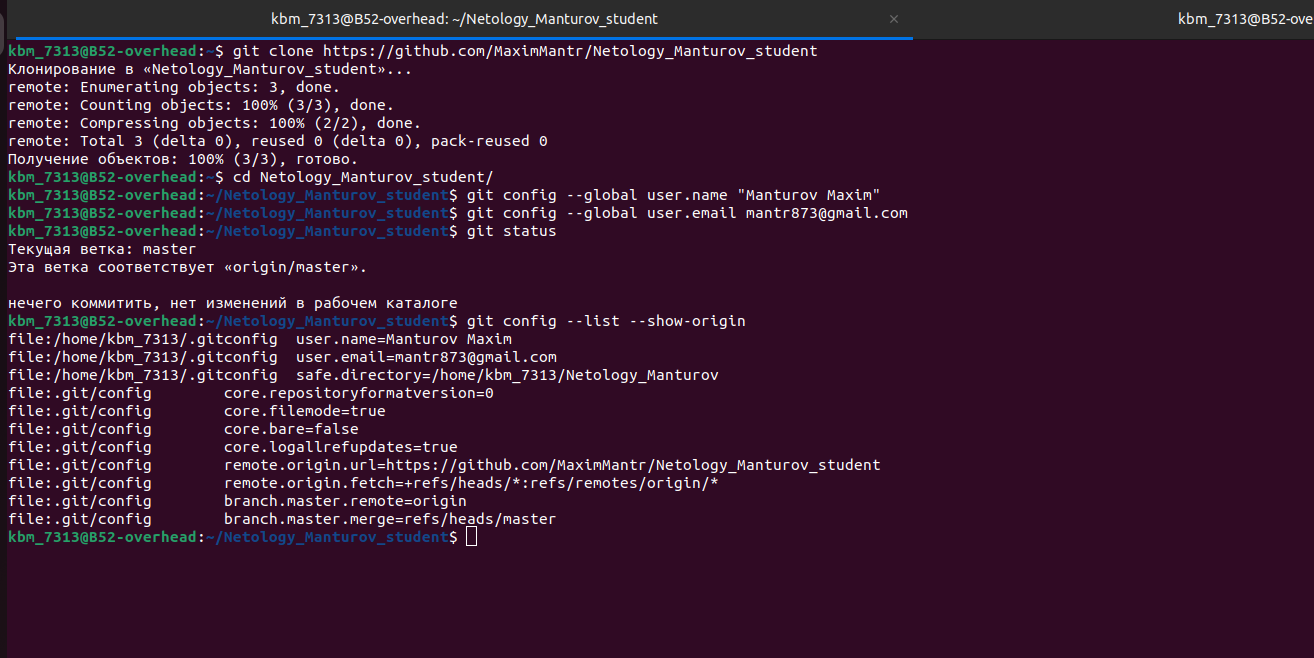 kbm_7313@B52-overhead: ~/Netology_Manturov_student
kbm_7313@B52-ove
kbm_7313@B52-overhead:~$ git clone https://github.com/MaximMantr/Netology_Manturov_student
Клонирование в «Netology_Manturov_student»...
remote: Enumerating objects: 3, done.
remote: Counting objects: 100% (3/3), done.
remote: Compressing objects: 100% (2/2), done.
remote: Total 3 (delta 0), reused 0 (delta 0), pack-reused 0
Получение объектов: 100% (3/3), готово.
kbm_7313@B52-overhead:~$ cd Netology_Manturov_student/
kbm_7313@B52-overhead:~/Netology_Manturov_student$ git config --global user.name "Manturov Maxim"
kbm_7313@B52-overhead:~/Netology_Manturov_student$ git config --global user.email mantr873@gmail.com
kbm_7313@B52-overhead:~/Netology_Manturov_student$ git status
Текущая ветка: master
Эта ветка соответствует «origin/master».
нечего коммитить, нет изменений в рабочем каталоге
kbm_7313@B52-overhead:~/Netology_Manturov_student$ git config --list --show-origin
file:/home/kbm_7313/.gitconfig  user.name=Manturov Maxim
file:/home/kbm_7313/.gitconfig  user.email=mantr873@gmail.com
file:/home/kbm_7313/.gitconfig  safe.directory=/home/kbm_7313/Netology_Manturov
file:.git/config        core.repositoryformatversion=0
file:.git/config        core.filemode=true
file:.git/config        core.bare=false
file:.git/config        core.logallrefupdates=true
file:.git/config        remote.origin.url=https://github.com/MaximMantr/Netology_Manturov_student
file:.git/config        remote.origin.fetch=+refs/heads/*:refs/remotes/origin/*
file:.git/config        branch.master.remote=origin
file:.git/config        branch.master.merge=refs/heads/master
kbm_7313@B52-overhead:~/Netology_Manturov_student$